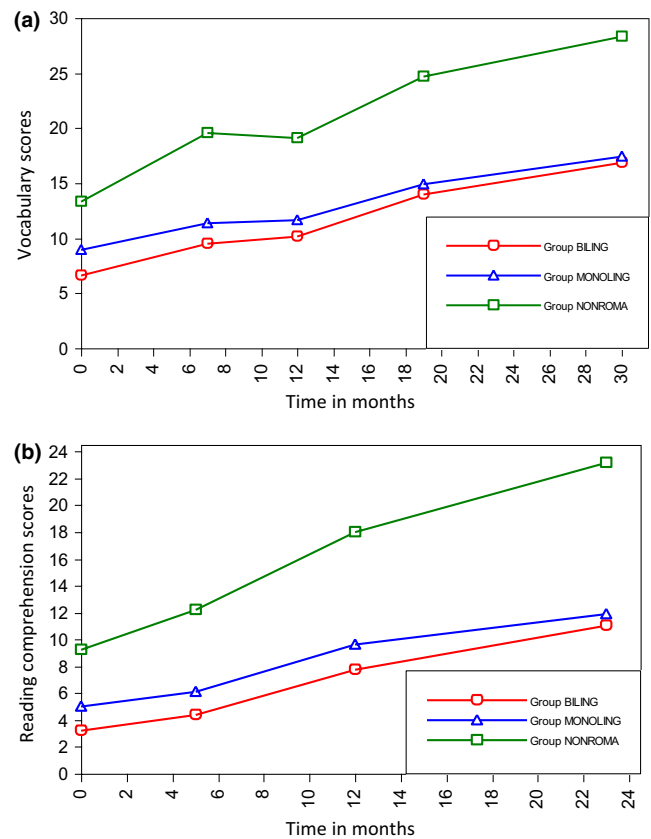 (a)
30
25
20
15
10
5
0
Vocabulary scores
Group BILING
Group MONOLING
Group NONROMA
0 2 4 6 8 10 12 14 16 18 20 22 24 26 28 30
Time in months
(b)
24
22
20
18
16
14
12
10
8
6
4
2
0
Reading comprehension scores
Group BILING
Group MONOLING
Group NONROMA
0 2 4 6 8 10 12 14 16 18 20 22 24
Time in months